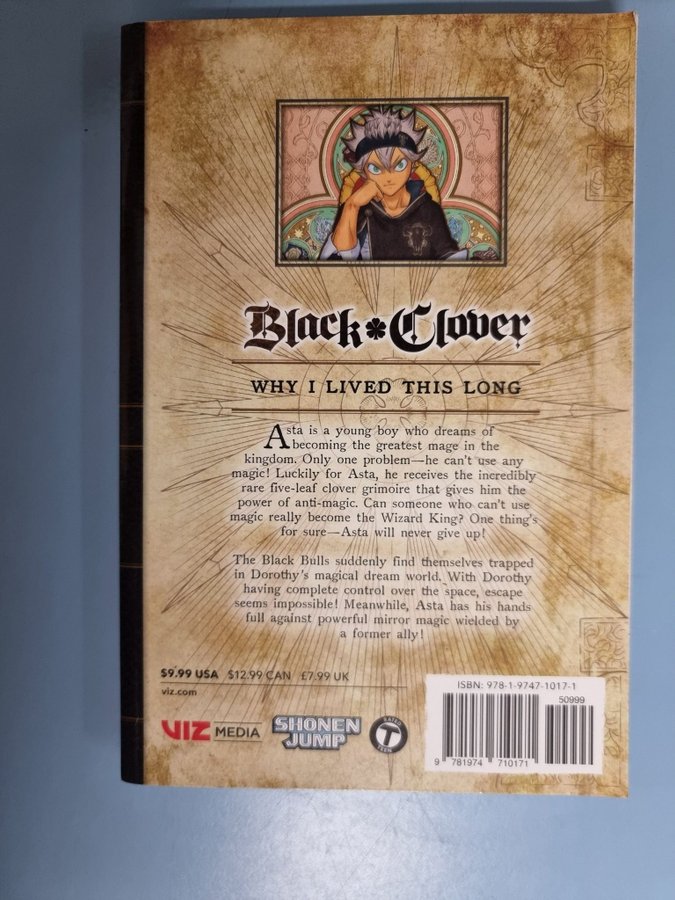 Black Clover
WHY I LIVED THIS LONG
Asta is a young boy who dreams of
becoming the greatest mage in the
kingdom. Only one problem—he can't use any
magic! Luckily for Asta, he receives the incredibly
rare five-leaf clover grimoire that gives him the
power of anti-magic. Can someone who can't use
magic really become the Wizard King? One thing's
for sure—Asta will never give up!
The Black Bulls suddenly find themselves trapped
in Dorothy's magical dream world. With Dorothy
having complete control over the space, escape
seems impossible! Meanwhile, Asta has his hands
full against powerful mirror magic wielded by
a former ally!
$9.99 USA $12.99 CAN £7.99 UK
viz.com
VIZ MEDIA
SHONEN
JUMP
RATED
T
TEEN
ISBN: 978-1-9747-1017-1
50999
9 781974 710171